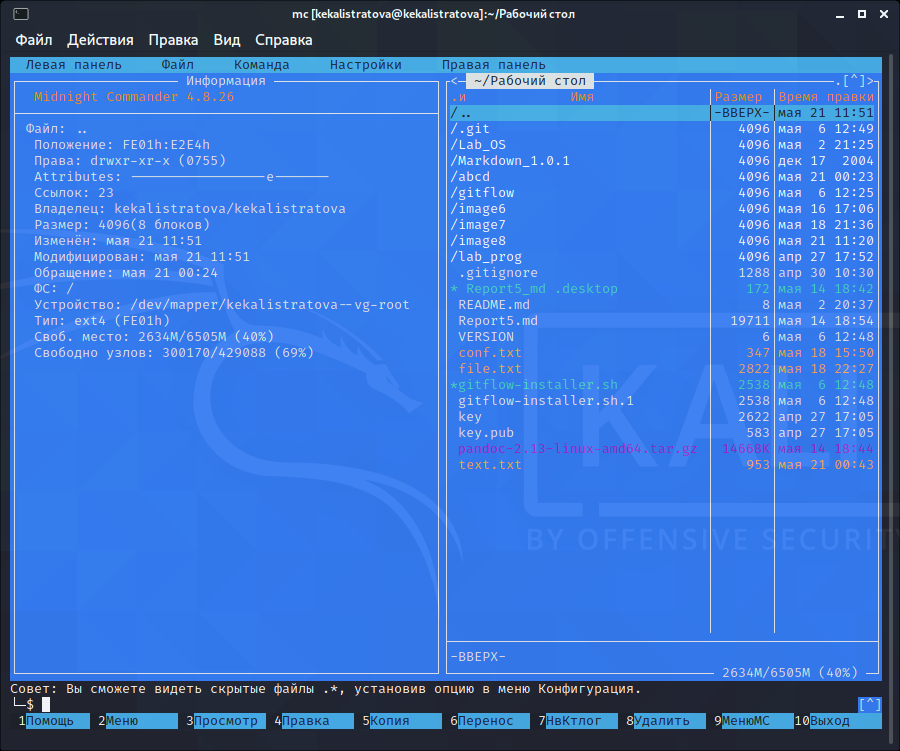 mc [kekalistratova@kekalistratova]:~/Рабочий стол
Файл Действия Правка Вид Справка
Левая панель Файл Команда Настройки Правая панель
Информация
Midnight Commander 4.8.26
Файл: ..
Положение: FE01h:E2E4h
Права: drwxr-xr-x (0755)
Attributes: —————————————————e———————
Ссылок: 23
Владелец: kekalistratova/kekalistratova
Размер: 4096(8 блоков)
Изменён: мая 21 11:51
Модифицирован: мая 21 11:51
Обращение: мая 21 00:24
ФС: /
Устройство: /dev/mapper/kekalistratova--vg-root
Тип: ext4 (FE01h)
Своб. место: 2634M/6505M (40%)
Свободно узлов: 300170/429088 (69%)
<— ~/Рабочий стол .[^]>
.и Имя Размер Время правки
/.. -ВВЕРХ- мая 21 11:51
/.git 4096 мая 6 12:49
/Lab_OS 4096 мая 2 21:25
/Markdown_1.0.1 4096 дек 17 2004
/abcd 4096 мая 21 00:23
/gitflow 4096 мая 6 12:25
/image6 4096 мая 16 17:06
/image7 4096 мая 18 21:36
/image8 4096 мая 21 11:20
/lab_prog 4096 апр 27 17:52
.gitignore 1288 апр 30 10:30
* Report5_md .desktop 172 мая 14 18:42
README.md 8 мая 2 20:37
Report5.md 19711 мая 14 18:54
VERSION 6 мая 6 12:48
conf.txt 347 мая 18 15:50
file.txt 2822 мая 18 22:27
*gitflow-installer.sh 2538 мая 6 12:48
gitflow-installer.sh.1 2538 мая 6 12:48
key 2622 апр 27 17:05
key.pub 583 апр 27 17:05
pandoc-2.13-linux-amd64.tar.gz 14668K мая 14 18:44
text.txt 953 мая 21 00:43
KAL
BY OFFENSIVE SECURIT
-ВВЕРХ-
2634M/6505M (40%)
Совет: Вы сможете видеть скрытые файлы .*, установив опцию в меню Конфигурация.
└─$ [^]
1Помощь 2Меню 3Просмотр 4Правка 5Копия 6Перенос 7НвКтлог 8Удалить 9МенюMC 10Выход